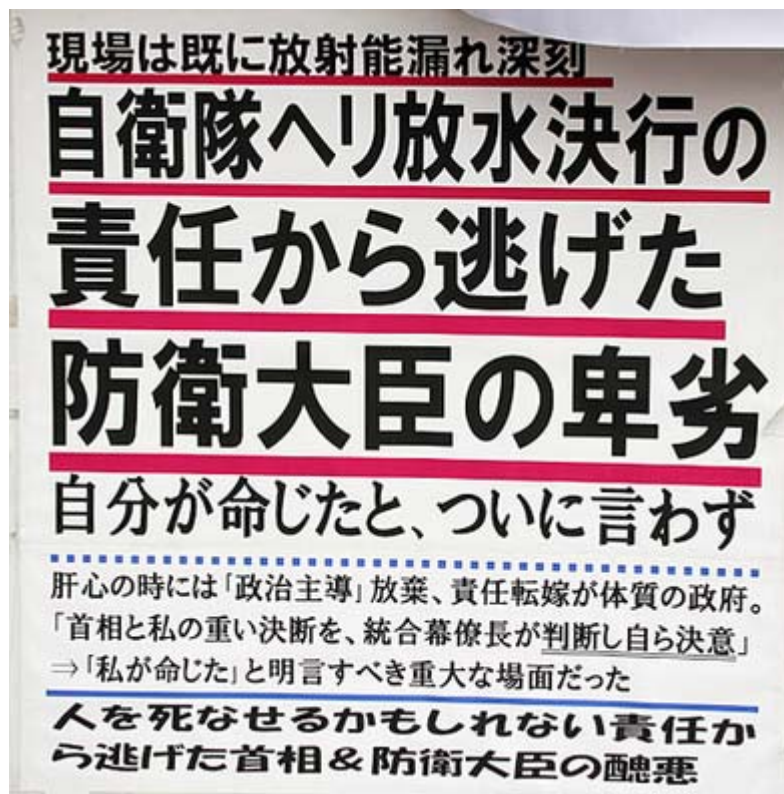 現場は既に放射能漏れ深刻
自衛隊ヘリ放水決行の
責任から逃げた
防衛大臣の卑劣
自分が命じたと、ついに言わず
肝心の時には「政治主導」放棄、責任転嫁が体質の政府。
「首相と私の重い決断を、統合幕僚長が判断し自ら決意」
⇒「私が命じた」と明言すべき重大な場面だった
人を死なせるかもしれない責任か
ら逃げた首相&防衛大臣の醜悪